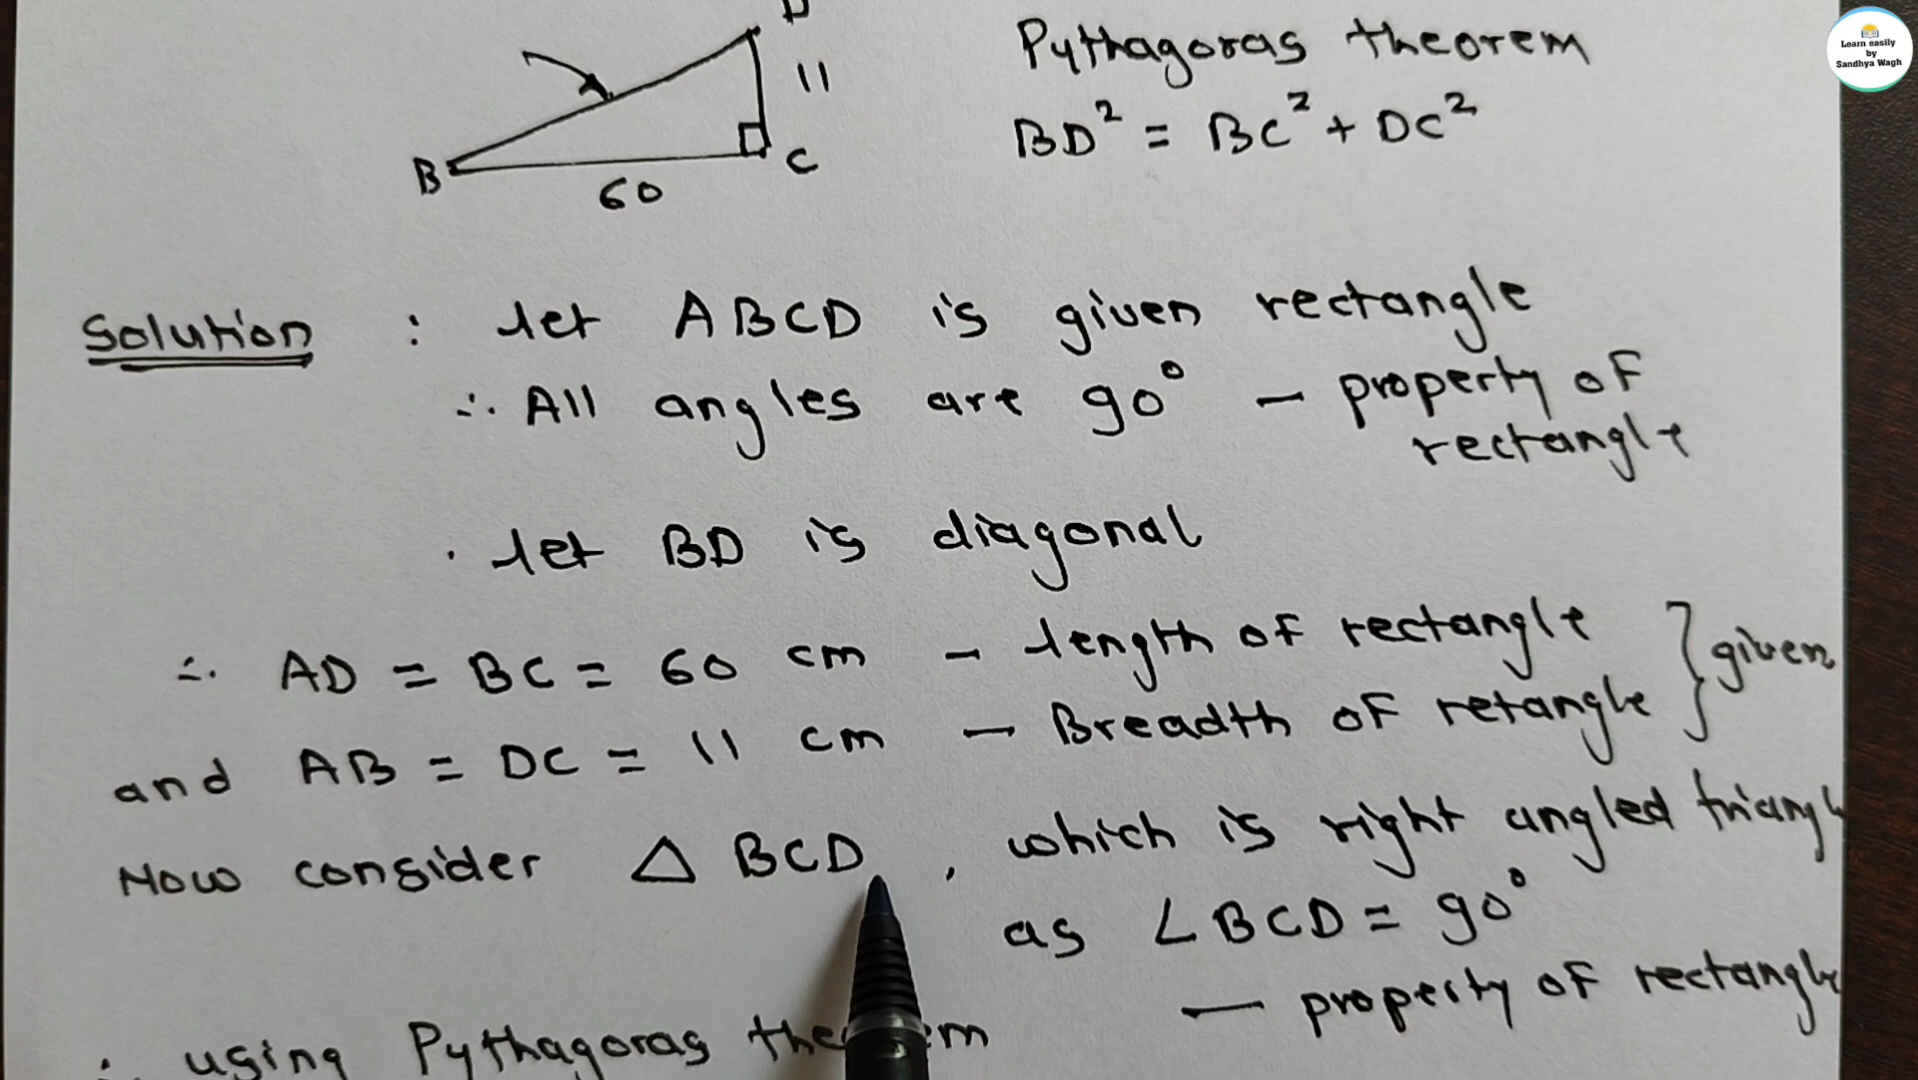 Pythagoras theorem
11
BD² = BC² + DC²
B
C
60
Solution : let ABCD is given rectangle
∴ All angles are 90° - property of
rectangle
. let BD is diagonal
∴ AD = BC = 60 cm - length of rectangle
given
and AB = DC = 11 cm - Breadth of retangle
Now consider △ BCD, which is right angled
as ∠BCD = 90°
- property of rectangle
using Pythagoras
Learn easily
by
Sandhya Wagh